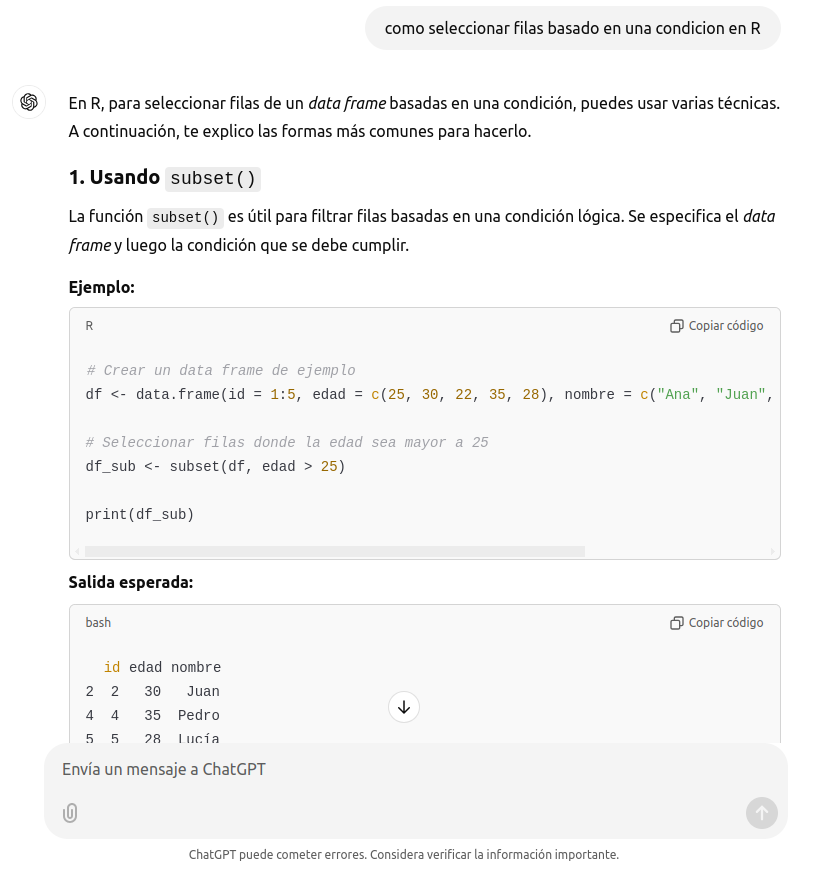 como seleccionar filas basado en una condicion en R
En R, para seleccionar filas de un data frame basadas en una condición, puedes usar varias técnicas.
A continuación, te explico las formas más comunes para hacerlo.
1. Usando subset()
La función subset() es útil para filtrar filas basadas en una condición lógica. Se especifica el data
frame y luego la condición que se debe cumplir.
Ejemplo:
R Copiar código
# Crear un data frame de ejemplo
df <- data.frame(id = 1:5, edad = c(25, 30, 22, 35, 28), nombre = c("Ana", "Juan",
# Seleccionar filas donde la edad sea mayor a 25
df_sub <- subset(df, edad > 25)
print(df_sub)
Salida esperada:
bash Copiar código
id edad nombre
2 2 30 Juan
4 4 35 Pedro
5 5 28 Lucía
Envía un mensaje a ChatGPT
ChatGPT puede cometer errores. Considera verificar la información importante.